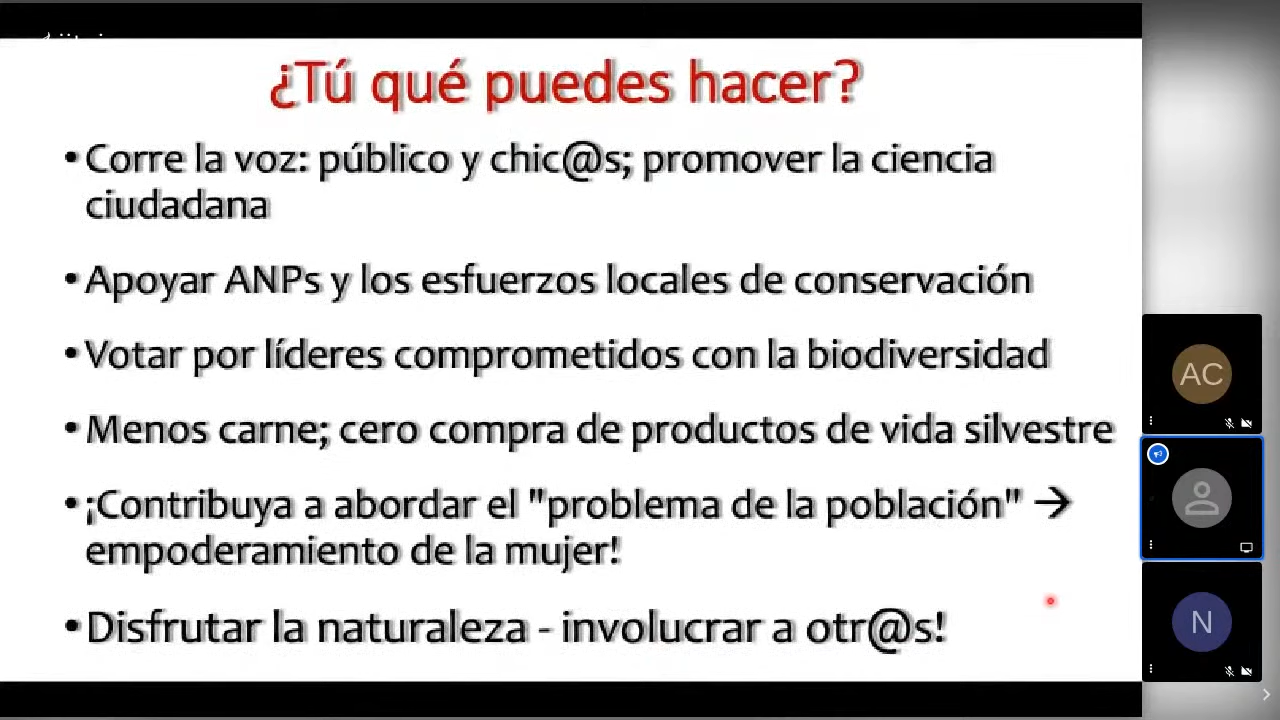 ¿Tú qué puedes hacer?
•Corre la voz: público y chic@s; promover la ciencia
ciudadana
•Apoyar ANPs y los esfuerzos locales de conservación
•Votar por líderes comprometidos con la biodiversidad
•Menos carne; cero compra de productos de vida silvestre
•¡Contribuya a abordar el "problema de la población" →
empoderamiento de la mujer!
•Disfrutar la naturaleza - involucrar a otr@s!
AC
N